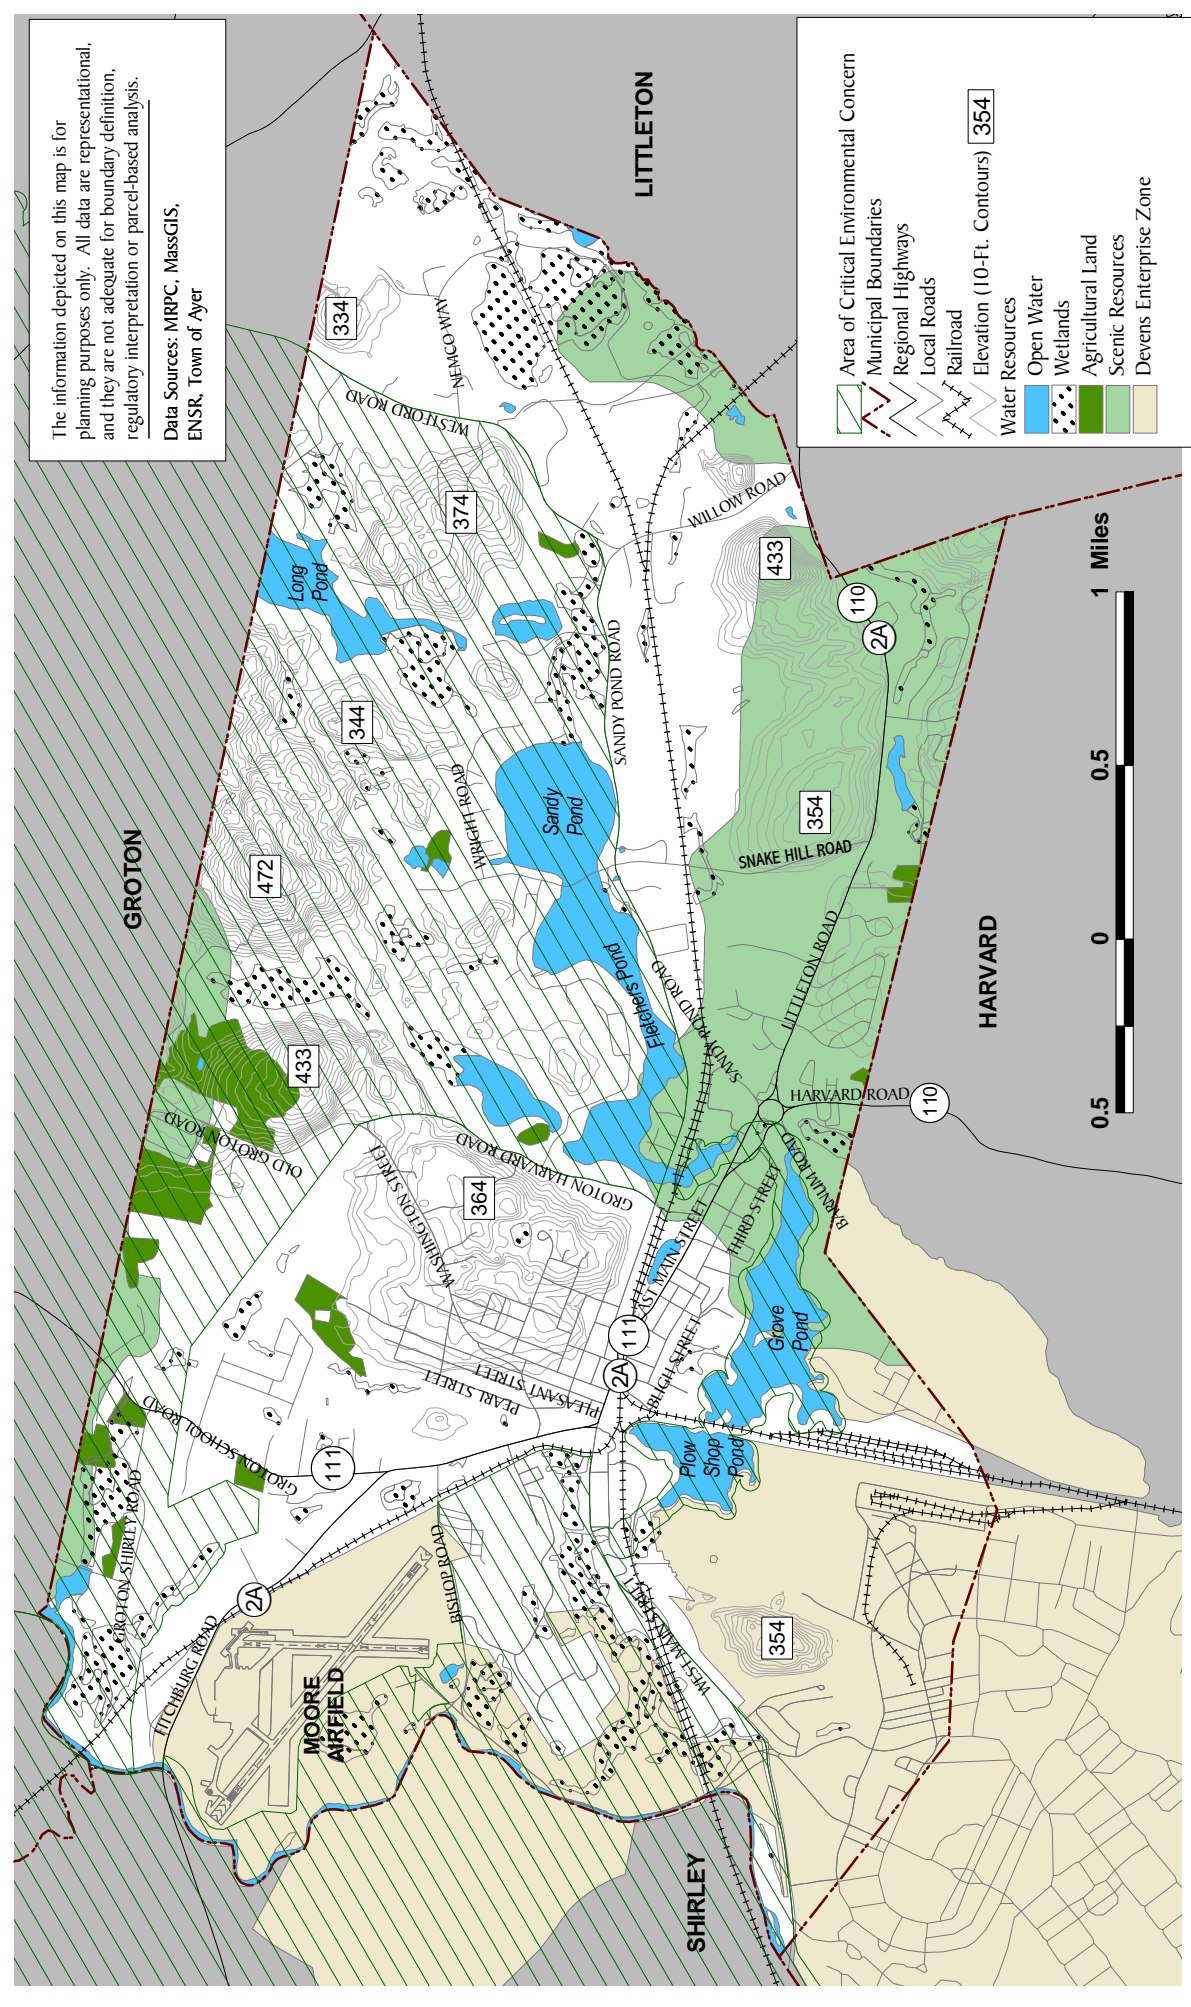 The information depicted on this map is for
planning purposes only. All data are representational,
and they are not adequate for boundary definition,
regulatory interpretation or parcel-based analysis.
Data Sources: MRPC, MassGIS,
ENSR, Town of Ayer
Area of Critical Environmental Concern
Municipal Boundaries
Regional Highways
Local Roads
Railroad
Elevation (10-Ft. Contours) 354
Water Resources
Open Water
Wetlands
Agricultural Land
Scenic Resources
Devens Enterprise Zone
GROTON
LITTLETON
HARVARD
SHIRLEY
MOORE
AIRFIELD
334
374
344
472
433
364
433
354
354
Long
Pond
Sandy
Pond
Fletchers Pond
Grove
Pond
Plow
Shop
Pond
NEMCO WAY
WESTFORD ROAD
WILLOW ROAD
SANDY POND ROAD
WRIGHT ROAD
SNAKE HILL ROAD
LITTLETON ROAD
SANDY POND ROAD
SANDY
HARVARD ROAD
BARNUM ROAD
THIRD STREET
EAST MAIN STREET
BLIGH STREET
OLD GROTON ROAD
GROTON HARVARD ROAD
WASHINGTON STREET
PLEASANT STREET
PEARL STREET
GROTON SCHOOL ROAD
GROTON SHIRLEY ROAD
FITCHBURG ROAD
BISHOP ROAD
WEST MAIN STREET
110
2A
110
111
2A
111
2A
0.5
0
0.5
1
Miles